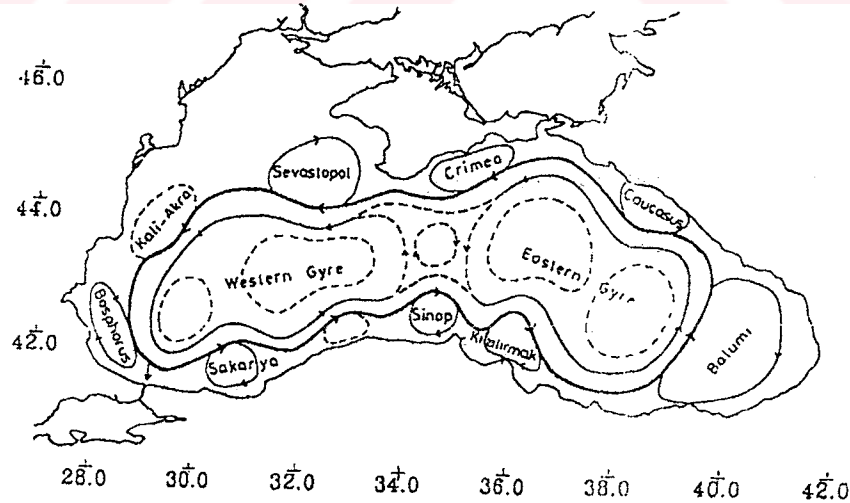 46.0
44.0
42.0
28.0 30.0 32.0 34.0 36.0 38.0 40.0 42.0
Sevastopol
Crimea
Caucasus
Kali-Akra
Western Gyre
Eastern Gyre
Bosphorus
Sakarya
Sinop
Kızılırmak
Batumi